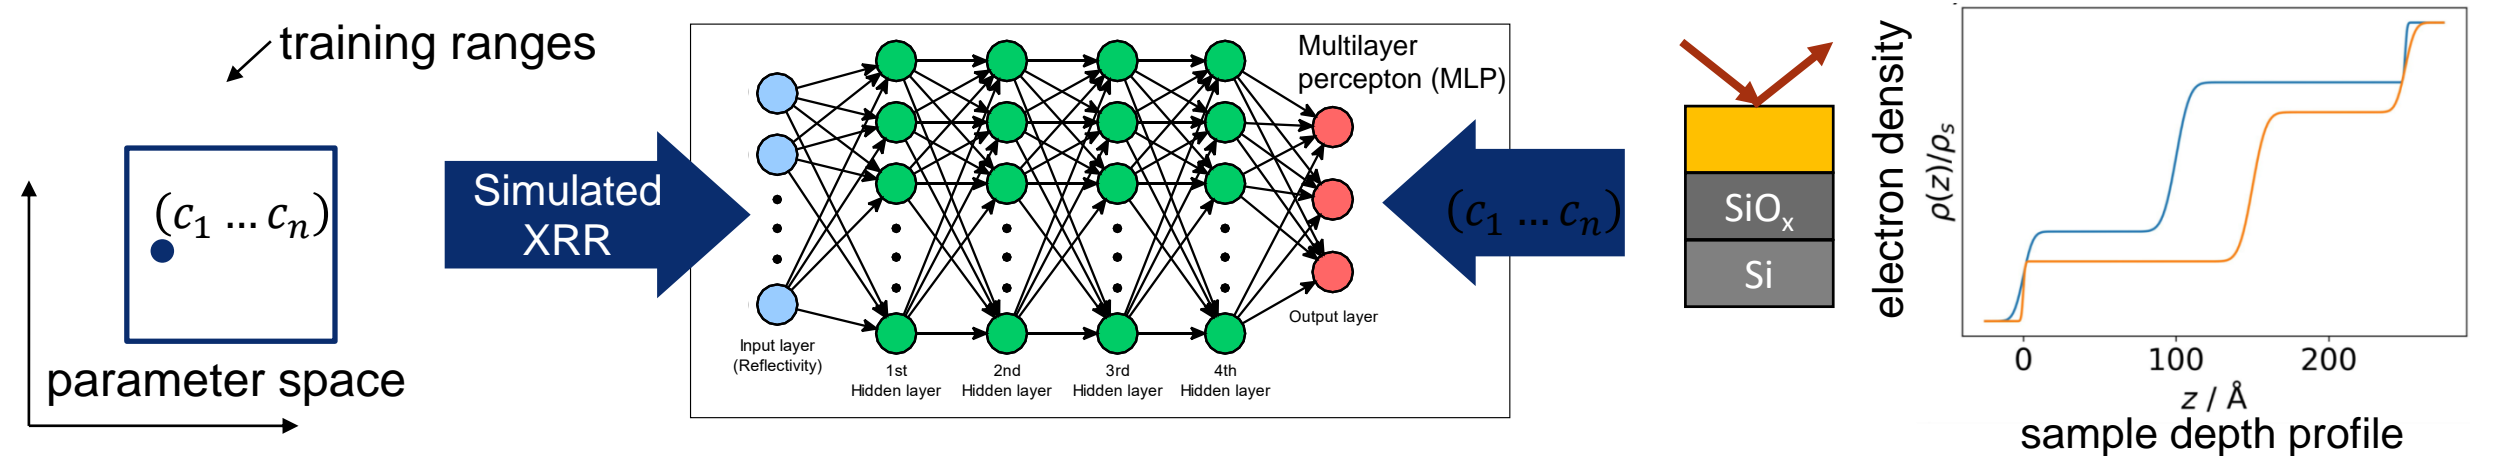 training ranges
(c₁ ... cₙ)
parameter space
Simulated
XRR
Multilayer
percepton (MLP)
Input layer
(Reflectivity)
1st
Hidden layer
2nd
Hidden layer
3rd
Hidden layer
4th
Hidden layer
Output layer
(c₁ ... cₙ)
SiOₓ
Si
electron density
ρ(z)/ρₛ
0 100 200
z / Å
sample depth profile